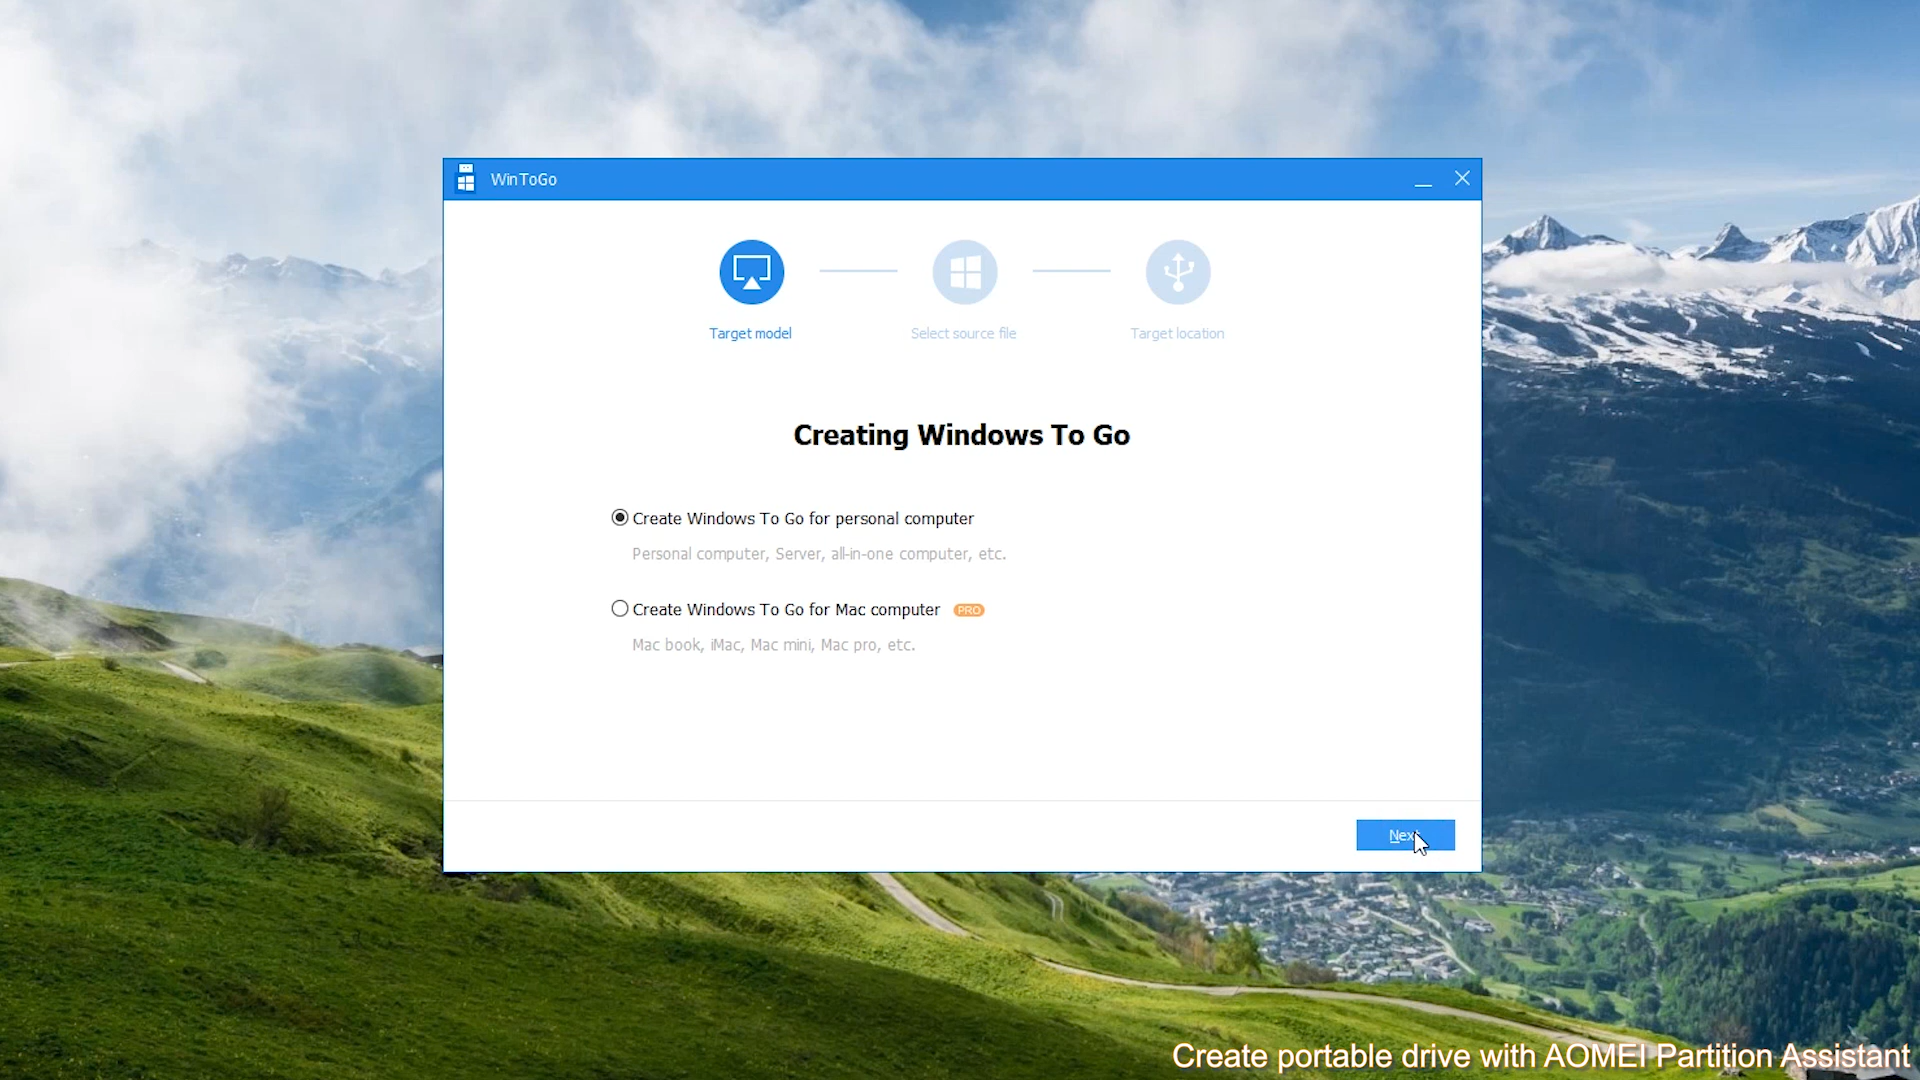 WinToGo
Target model
Select source file
Target location
Creating Windows To Go
Create Windows To Go for personal computer
Personal computer, Server, all-in-one computer, etc.
Create Windows To Go for Mac computer PRO
Mac book, iMac, Mac mini, Mac pro, etc.
Next
Create portable drive with AOMEI Partition Assistant